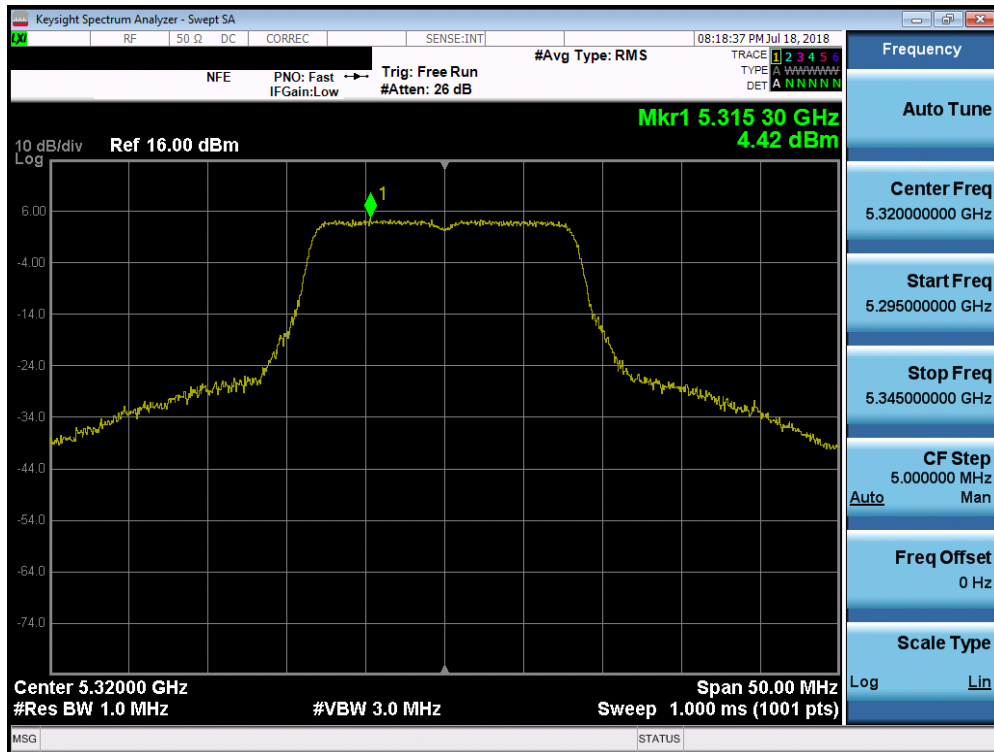 Keysight Spectrum Analyzer - Swept SA
LXI RF 50 Ω DC CORREC SENSE:INT 08:18:37 PM Jul 18, 2018
NFE PNO: Fast Trig: Free Run #Avg Type: RMS TRACE 1 2 3 4 5 6
IFGain:Low #Atten: 26 dB TYPE A WWWWW
DET A N N N N N
Mkr1 5.315 30 GHz
4.42 dBm
10 dB/div Ref 16.00 dBm
Log
1
6.00
-4.00
-14.0
-24.0
-34.0
-44.0
-54.0
-64.0
-74.0
Center 5.32000 GHz Span 50.00 MHz
#Res BW 1.0 MHz #VBW 3.0 MHz Sweep 1.000 ms (1001 pts)
MSG STATUS
Frequency
Auto Tune
Center Freq
5.320000000 GHz
Start Freq
5.295000000 GHz
Stop Freq
5.345000000 GHz
CF Step
5.000000 MHz
Auto Man
Freq Offset
0 Hz
Scale Type
Log Lin